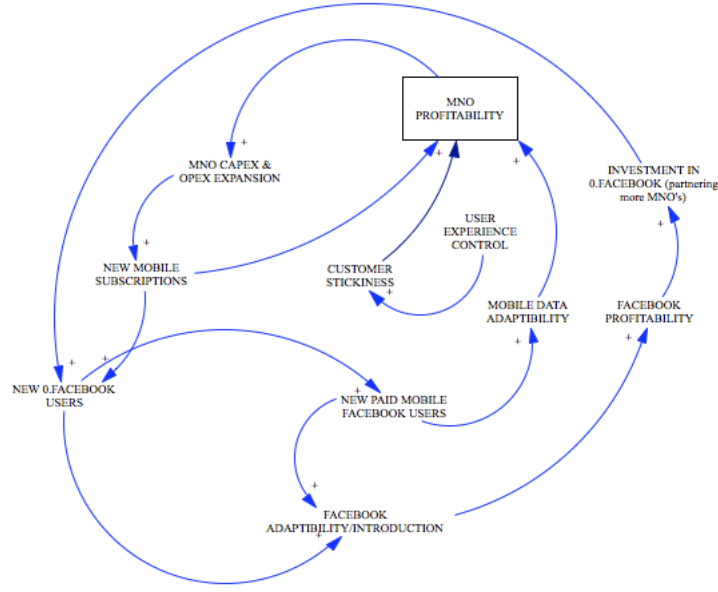 MNO
PROFITABILITY
+
+
+
MNO CAPEX &
OPEX EXPANSION
INVESTMENT IN
0.FACEBOOK (partnering
more MNO's)
+
USER
EXPERIENCE
CONTROL
+
NEW MOBILE
SUBSCRIPTIONS
CUSTOMER
STICKINESS
+
MOBILE DATA
ADAPTIBILITY
FACEBOOK
PROFITABILITY
+
+
+
+
NEW 0.FACEBOOK
USERS
+
NEW PAID MOBILE
FACEBOOK USERS
+
FACEBOOK
ADAPTIBILITY/INTRODUCTION
+